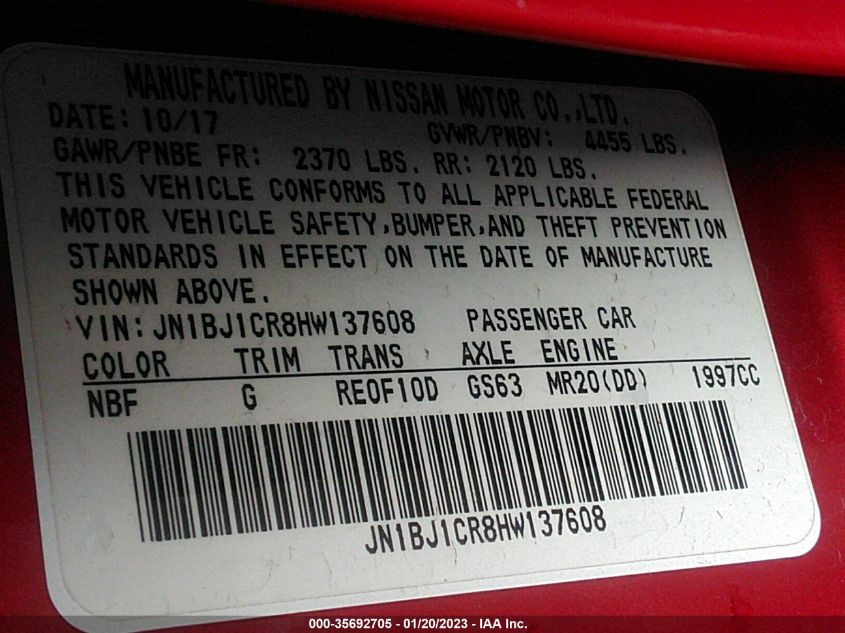 MANUFACTURED BY NISSAN MOTOR CO.,LTD.
DATE: 10/17 GVWR/PNBV: 4455 LBS.
GAWR/PNBE FR: 2370 LBS. RR: 2120 LBS.
THIS VEHICLE CONFORMS TO ALL APPLICABLE FEDERAL
MOTOR VEHICLE SAFETY,BUMPER,AND THEFT PREVENTION
STANDARDS IN EFFECT ON THE DATE OF MANUFACTURE
SHOWN ABOVE.
VIN:JN1BJ1CR8HW137608 PASSENGER CAR
COLOR TRIM TRANS AXLE ENGINE
NBF G RE0F10D GS63 MR20(DD) 1997CC
JN1BJ1CR8HW137608
000-35692705 - 01/20/2023 - IAA Inc.